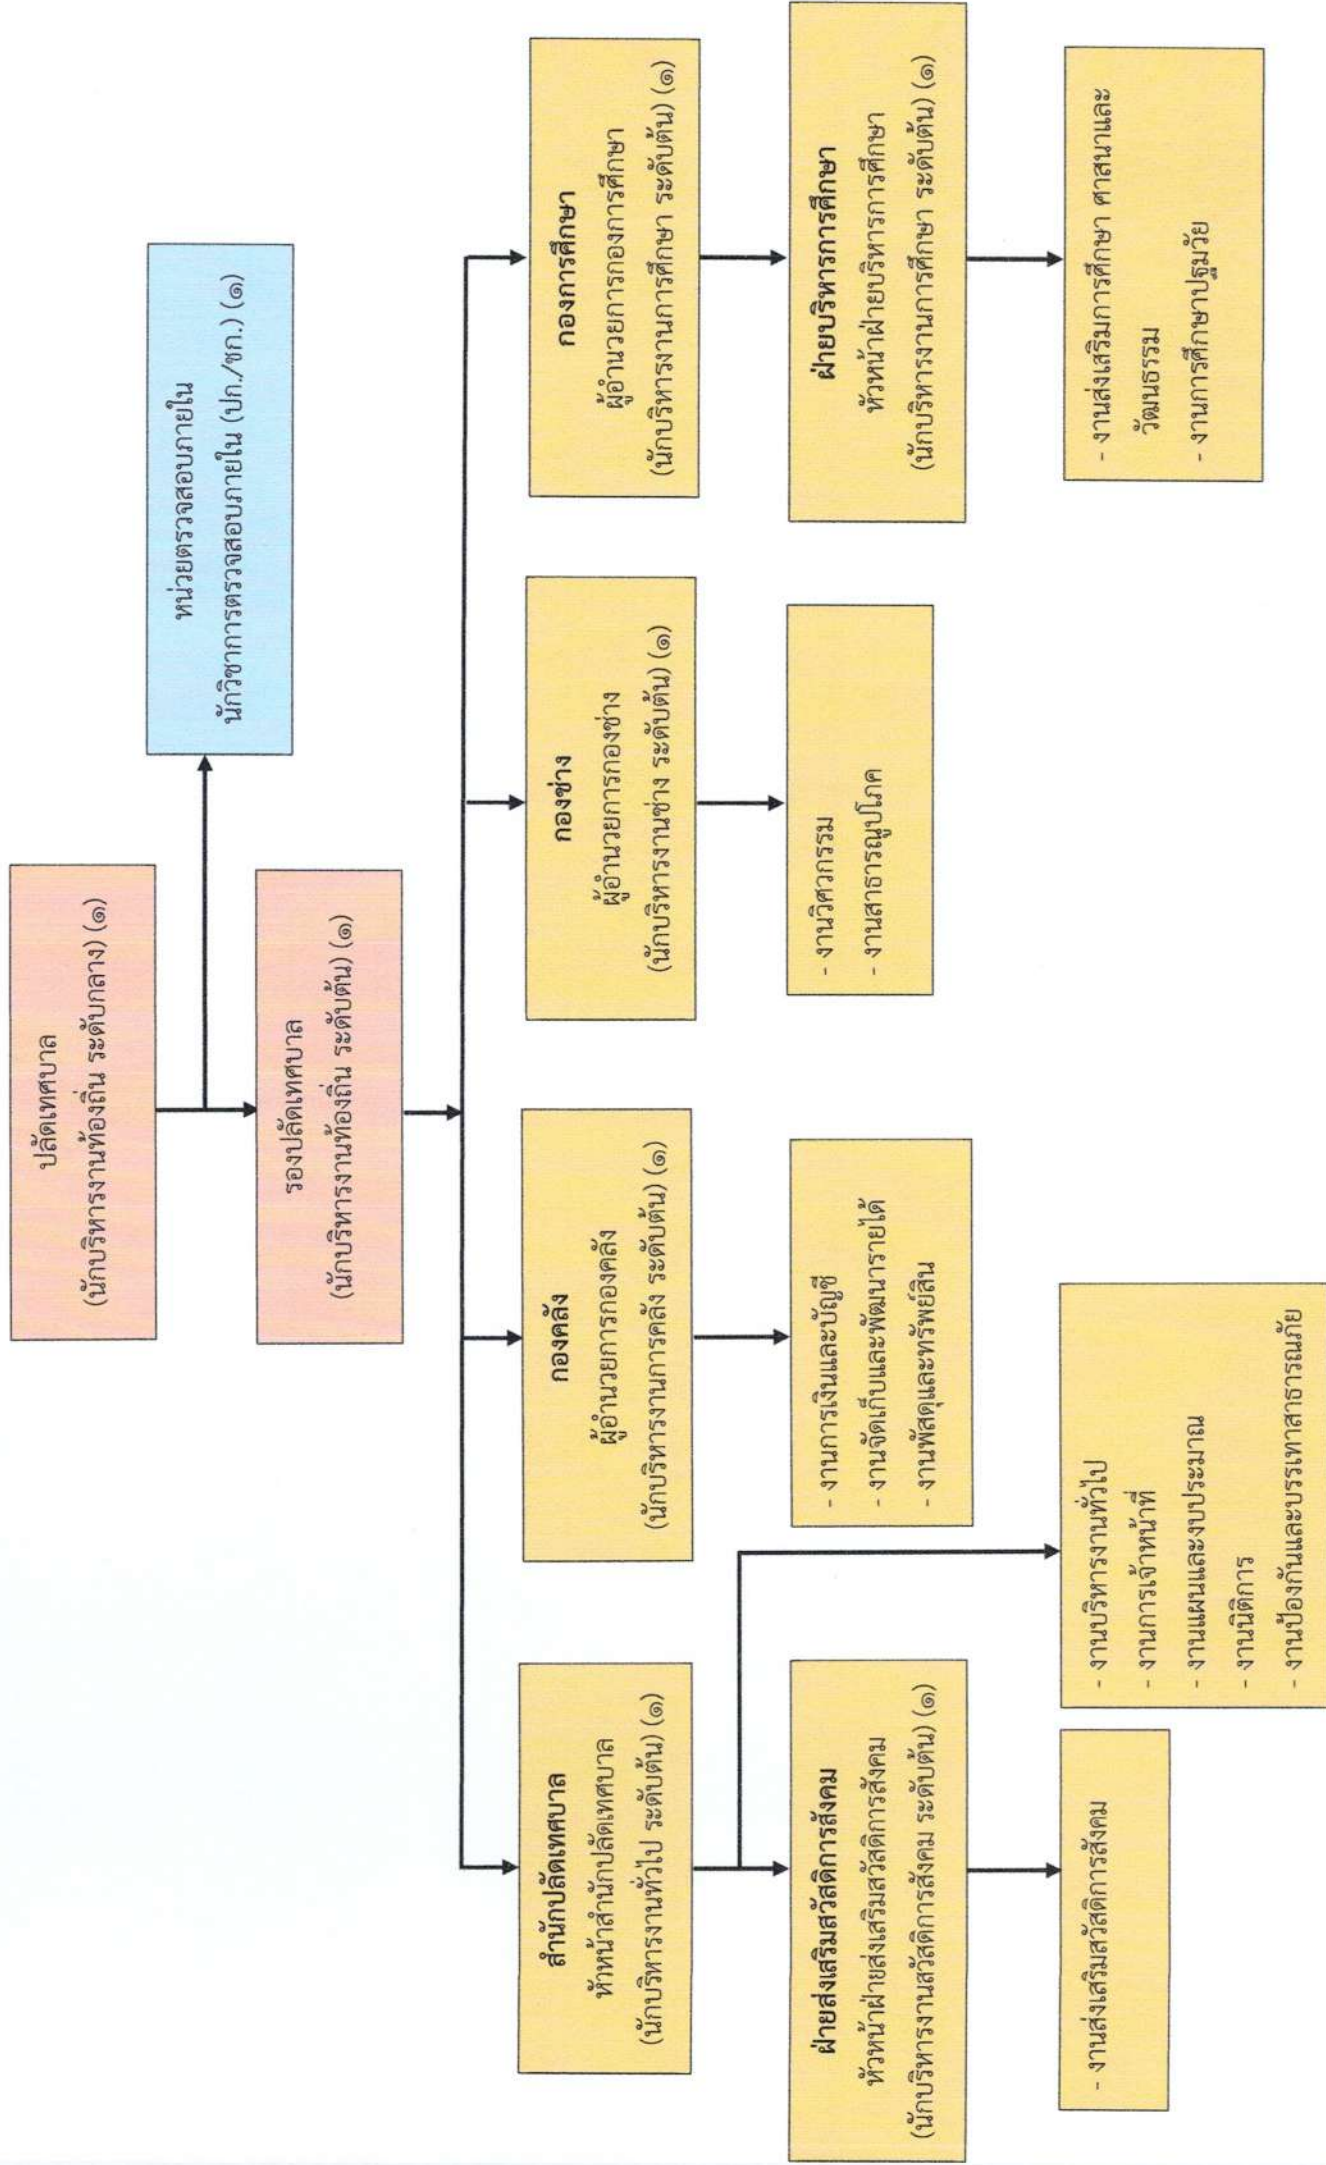 ปลัดเทศบาล
(นักบริหารงานท้องถิ่น ระดับกลาง) (๑)
หน่วยตรวจสอบภายใน
นักวิชาการตรวจสอบภายใน (ปก./ชก.) (๑)
รองปลัดเทศบาล
(นักบริหารงานท้องถิ่น ระดับต้น) (๑)
สำนักปลัดเทศบาล
หัวหน้าสำนักปลัดเทศบาล
(นักบริหารงานทั่วไป ระดับต้น) (๑)
กองคลัง
ผู้อำนวยการกองคลัง
(นักบริหารงานการคลัง ระดับต้น) (๑)
กองช่าง
ผู้อำนวยการกองช่าง
(นักบริหารงานช่าง ระดับต้น) (๑)
กองการศึกษา
ผู้อำนวยการกองการศึกษา
(นักบริหารงานการศึกษา ระดับต้น) (๑)
ฝ่ายส่งเสริมสวัสดิการสังคม
หัวหน้าฝ่ายส่งเสริมสวัสดิการสังคม
(นักบริหารงานสวัสดิการสังคม ระดับต้น) (๑)
- งานการเงินและบัญชี
- งานจัดเก็บและพัฒนารายได้
- งานพัสดุและทรัพย์สิน
- งานวิศวกรรม
- งานสาธารณูปโภค
ฝ่ายบริหารการศึกษา
หัวหน้าฝ่ายบริหารการศึกษา
(นักบริหารงานการศึกษา ระดับต้น) (๑)
- งานส่งเสริมสวัสดิการสังคม
- งานบริหารงานทั่วไป
- งานการเจ้าหน้าที่
- งานแผนและงบประมาณ
- งานนิติการ
- งานป้องกันและบรรเทาสาธารณภัย
- งานส่งเสริมการศึกษา ศาสนาและ
วัฒนธรรม
- งานการศึกษาปฐมวัย